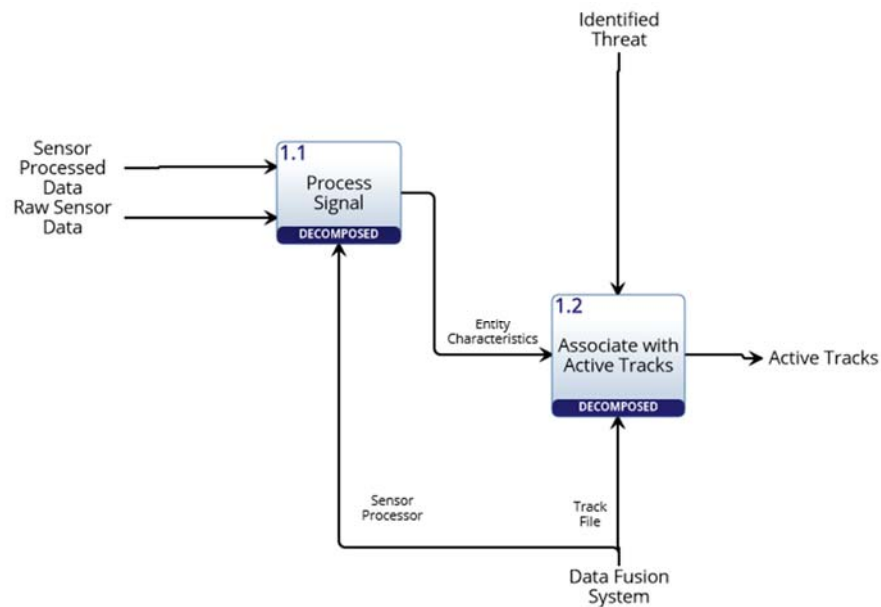 Identified
Threat
Sensor
Processed
Data
Raw Sensor
Data
1.1
Process
Signal
DECOMPOSED
Entity
Characteristics
1.2
Associate with
Active Tracks
DECOMPOSED
Active Tracks
Sensor
Processor
Track
File
Data Fusion
System